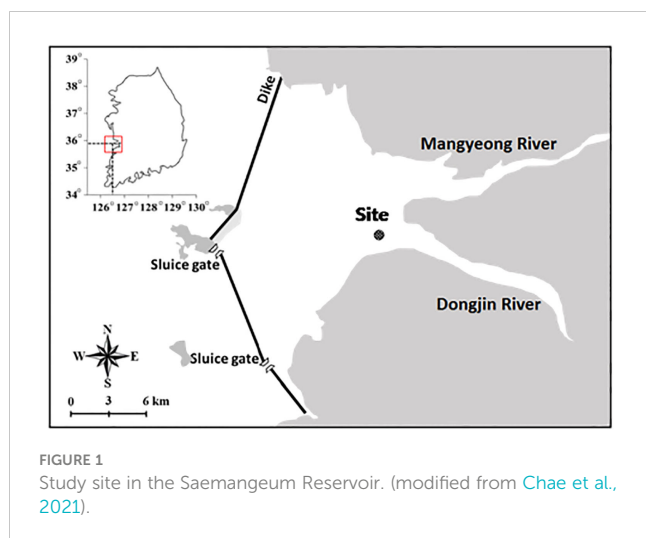 39°
38°
37°
36°
35°
34°
126° 127° 128° 129° 130°
Dike
Mangyeong River
Site
Sluice gate
Dongjin River
Sluice gate
N
W E
S
0 3 6 km
FIGURE 1
Study site in the Saemangeum Reservoir. (modified from Chae et al.,
2021).